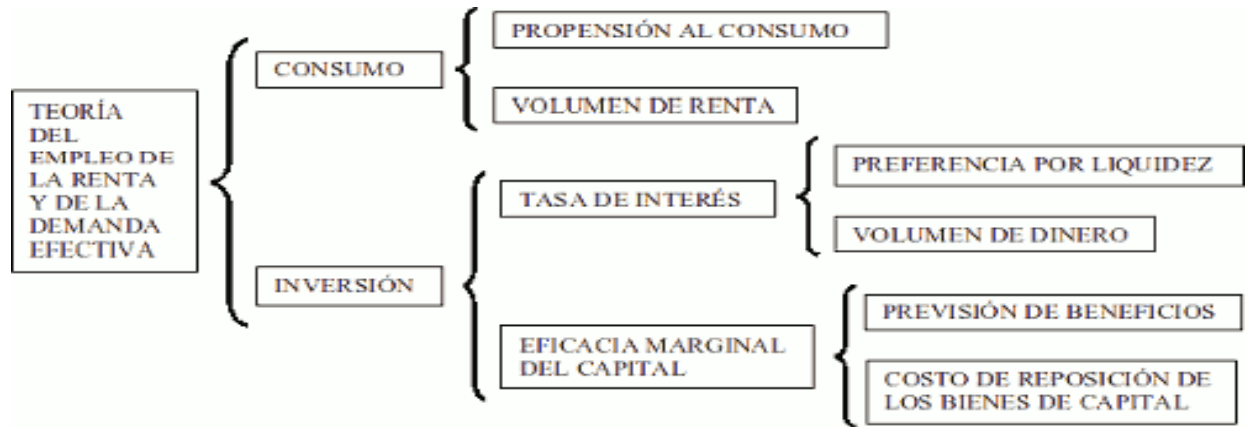 TEORÍA
DEL
EMPLEO DE
LA RENTA
Y DE LA
DEMANDA
EFECTIVA
CONSUMO
PROPENSIÓN AL CONSUMO
VOLUMEN DE RENTA
INVERSIÓN
TASA DE INTERÉS
PREFERENCIA POR LIQUIDEZ
VOLUMEN DE DINERO
EFICACIA MARGINAL
DEL CAPITAL
PREVISIÓN DE BENEFICIOS
COSTO DE REPOSICIÓN DE
LOS BIENES DE CAPITAL